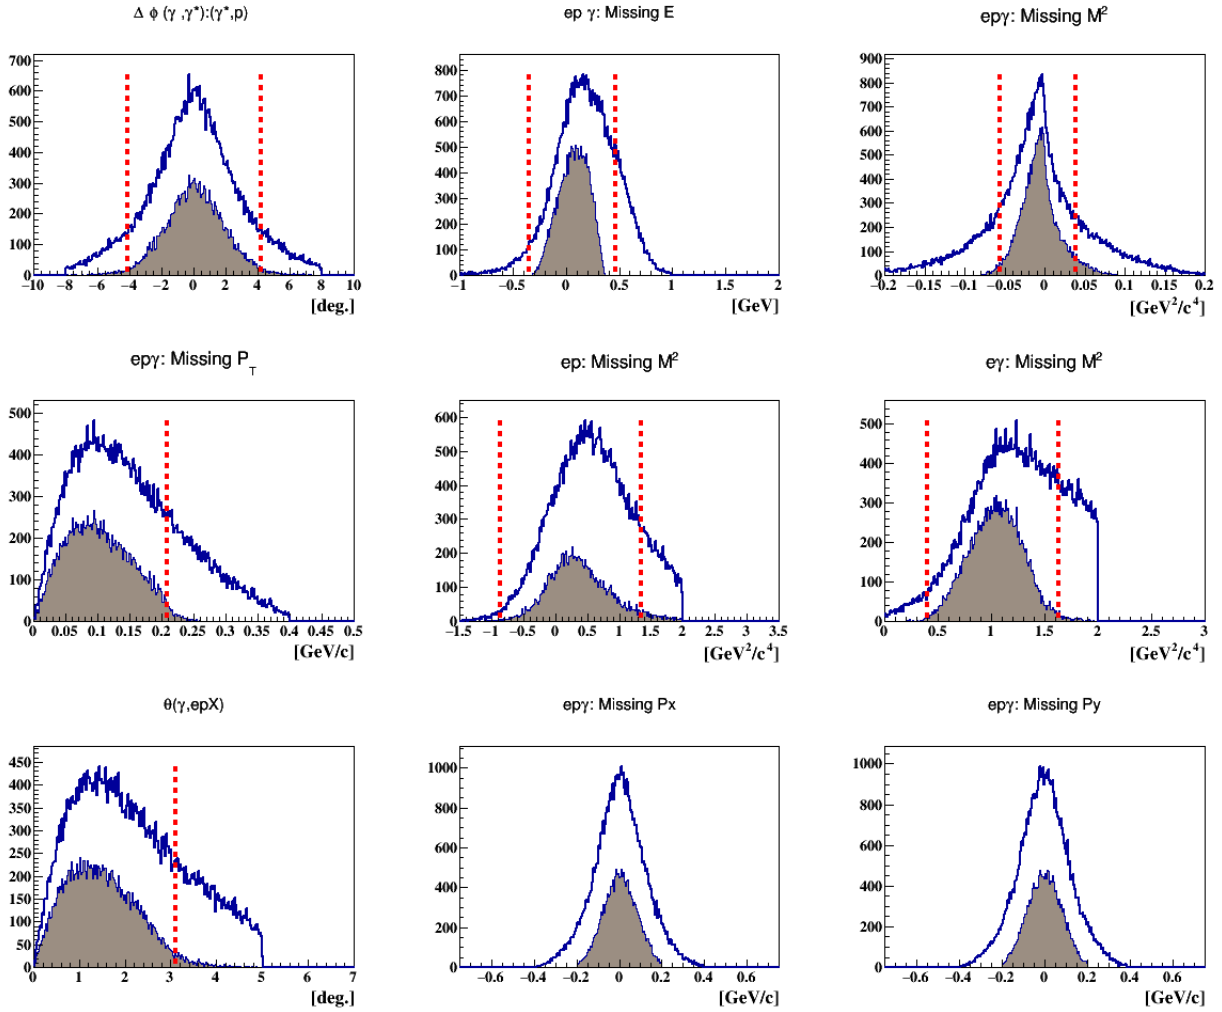 Δ ϕ (γ ,γ*):(γ*,p)
700
600
500
400
300
200
100
0
−10 −8 −6 −4 −2 0 2 4 6 8 10
[deg.]
ep γ: Missing E
800
700
600
500
400
300
200
100
0
−1 −0.5 0 0.5 1 1.5 2
[GeV]
epγ: Missing M²
900
800
700
600
500
400
300
200
100
0
−0.2 −0.15 −0.1 −0.05 0 0.05 0.1 0.15 0.2
[GeV²/c⁴]
epγ: Missing P_T
500
400
300
200
100
0
0 0.05 0.1 0.15 0.2 0.25 0.3 0.35 0.4 0.45 0.5
[GeV/c]
ep: Missing M²
600
500
400
300
200
100
0
−1.5 −1 −0.5 0 0.5 1 1.5 2 2.5 3 3.5
[GeV²/c⁴]
eγ: Missing M²
500
400
300
200
100
0
0 0.5 1 1.5 2 2.5 3
[GeV²/c⁴]
θ(γ,epX)
450
400
350
300
250
200
150
100
50
0
0 1 2 3 4 5 6 7
[deg.]
epγ: Missing Px
1000
800
600
400
200
0
−0.6 −0.4 −0.2 0 0.2 0.4 0.6
[GeV/c]
epγ: Missing Py
1000
800
600
400
200
0
−0.6 −0.4 −0.2 0 0.2 0.4 0.6
[GeV/c]